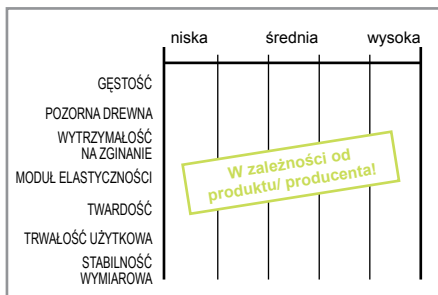 niska średnia wysoka
GĘSTOŚĆ
POZORNA DREWNA
WYTRZYMAŁOŚĆ
NA ZGINANIE
MODUŁ ELASTYCZNOŚCI
TWARDOŚĆ
TRWAŁOŚĆ UŻYTKOWA
STABILNOŚĆ
WYMIAROWA
W zależności od
produktu/ producenta!